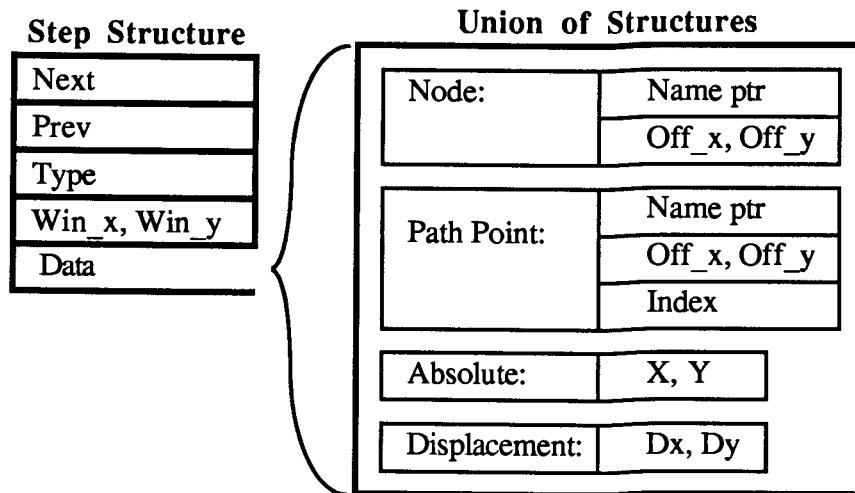 Step Structure
Next
Prev
Type
Win_x, Win_y
Data
Union of Structures
Node:
Name ptr
Off_x, Off_y
Path Point:
Name ptr
Off_x, Off_y
Index
Absolute:
X, Y
Displacement:
Dx, Dy